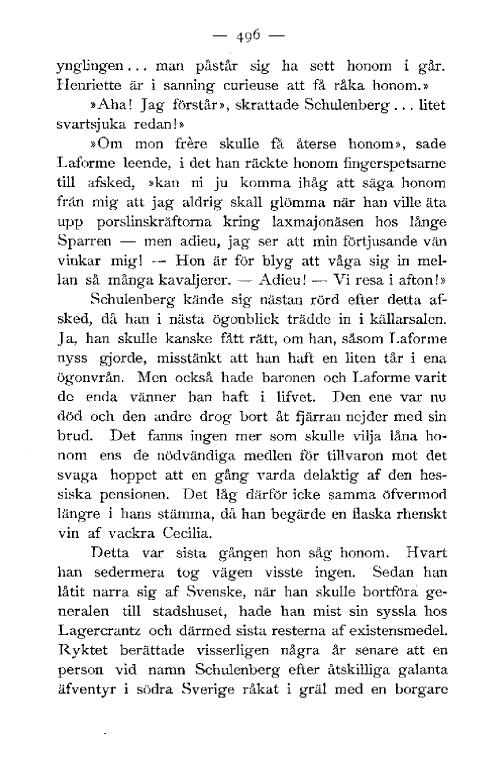 — 496 —
ynglingen... man påstår sig ha sett honom i går.
Henriette är i sanning curieuse att få råka honom.»
»Aha! Jag förstår», skrattade Schulenberg... litet
svartsjuka redan!»
»Om mon frère skulle få återse honom», sade
Laforme leende, i det han räckte honom fingerspetsarne
till afsked, »kan ni ju komma ihåg att säga honom
från mig att jag aldrig skall glömma när han ville äta
upp porslinskräftorna kring laxmajonäsen hos långe
Sparren — men adieu, jag ser att min förtjusande vän
vinkar mig! — Hon är för blyg att våga sig in mel-
lan så många kavaljerer. — Adieu! — Vi resa i afton!»
Schulenberg kände sig nästan rörd efter detta af-
sked, då han i nästa ögonblick trädde in i källarsalen.
Ja, han skulle kanske fått rätt, om han, såsom Laforme
nyss gjorde, misstänkt att han haft en liten tår i ena
ögonvrån. Men också hade baronen och Laforme varit
de enda vänner han haft i lifvet. Den ene var nu
död och den andre drog bort åt fjärran nejder med sin
brud. Det fanns ingen mer som skulle vilja låna ho-
nom ens de nödvändiga medlen för tillvaron mot det
svaga hoppet att en gång varda delaktig af den hes-
siska pensionen. Det låg därför icke samma öfvermod
längre i hans stämma, då han begärde en flaska rhenskt
vin af vackra Cecilia.
Detta var sista gången hon såg honom. Hvart
han sedermera tog vägen visste ingen. Sedan han
låtit narra sig af Svenske, när han skulle bortföra ge-
neralen till stadshuset, hade han mist sin syssla hos
Lagercrantz och därmed sista resterna af existensmedel.
Ryktet berättade visserligen några år senare att en
person vid namn Schulenberg efter åtskilliga galanta
äfventyr i södra Sverige råkat i gräl med en borgare